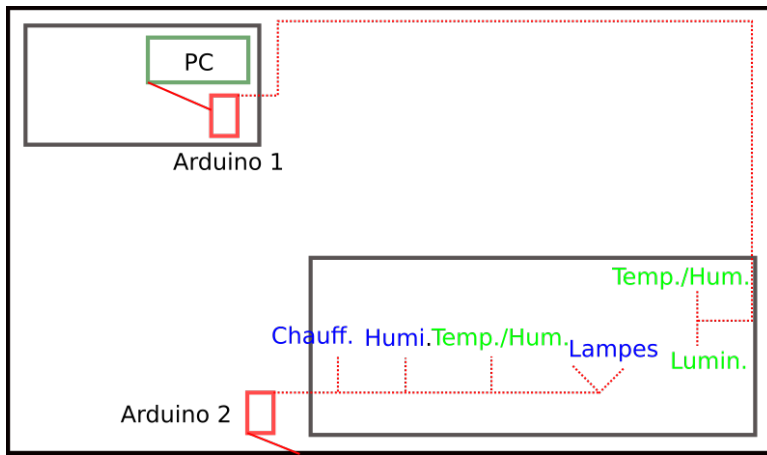 PC
Arduino 1
Temp./Hum.
Chauff.
Humi.
Temp./Hum.
Lampes
Lumin.
Arduino 2